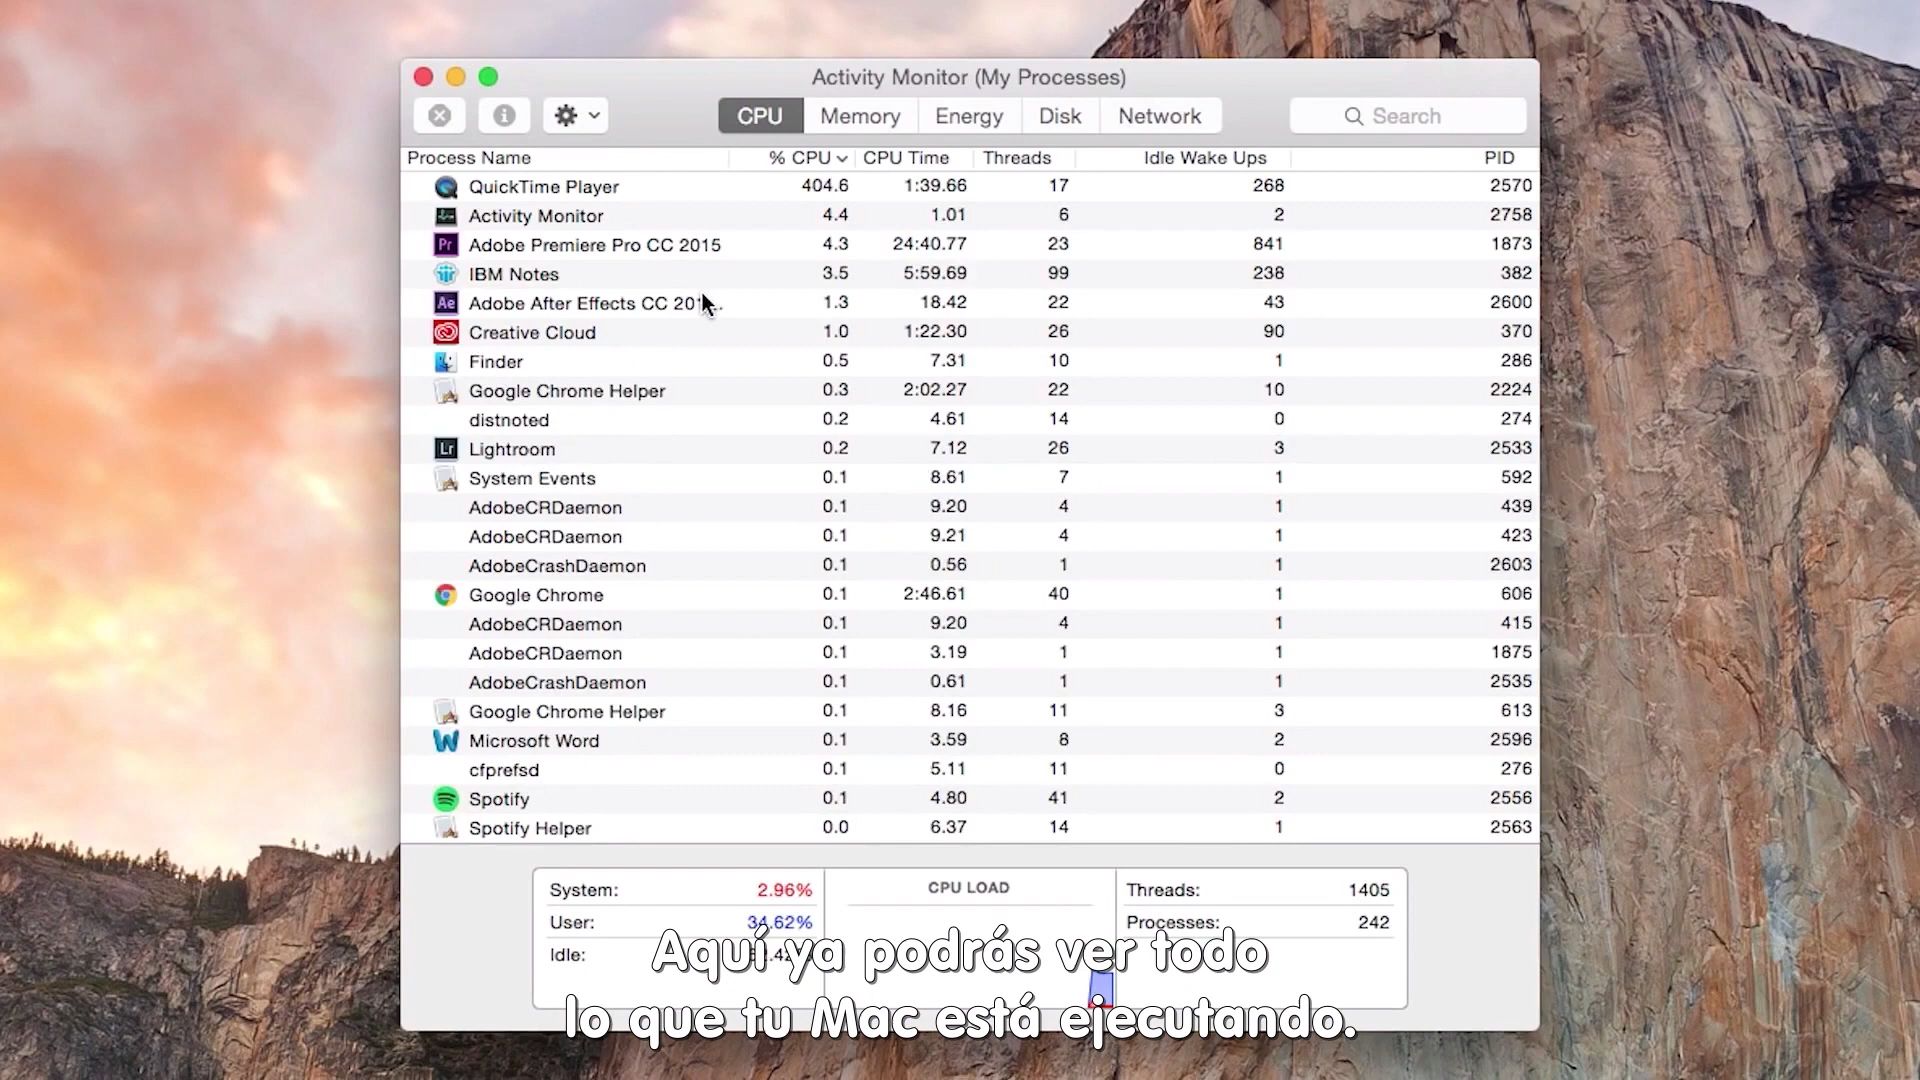 Activity Monitor (My Processes)
CPU Memory Energy Disk Network Search
Process Name % CPU CPU Time Threads Idle Wake Ups PID
QuickTime Player 404.6 1:39.66 17 268 2570
Activity Monitor 4.4 1.01 6 2 2758
Pr Adobe Premiere Pro CC 2015 4.3 24:40.77 23 841 1873
IBM Notes 3.5 5:59.69 99 238 382
Ae Adobe After Effects CC 1.3 18.42 22 43 2600
Creative Cloud 1.0 1:22.30 26 90 370
Finder 0.5 7.31 10 1 286
Google Chrome Helper 0.3 2:02.27 22 10 2224
distnoted 0.2 4.61 14 0 274
Lr Lightroom 0.2 7.12 26 3 2533
System Events 0.1 8.61 7 1 592
AdobeCRDaemon 0.1 9.20 4 1 439
AdobeCRDaemon 0.1 9.21 4 1 423
AdobeCrashDaemon 0.1 0.56 1 1 2603
Google Chrome 0.1 2:46.61 40 1 606
AdobeCRDaemon 0.1 9.20 4 1 415
AdobeCRDaemon 0.1 3.19 1 1 1875
AdobeCrashDaemon 0.1 0.61 1 1 2535
Google Chrome Helper 0.1 8.16 11 3 613
Microsoft Word 0.1 3.59 8 2 2596
cfprefsd 0.1 5.11 11 0 276
Spotify 0.1 4.80 41 2 2556
Spotify Helper 0.0 6.37 14 1 2563
System: 2.96% CPU LOAD Threads: 1405
User: 34.62% Processes: 242
Idle:
Aquí ya podrás ver todo
lo que tu Mac está ejecutando.